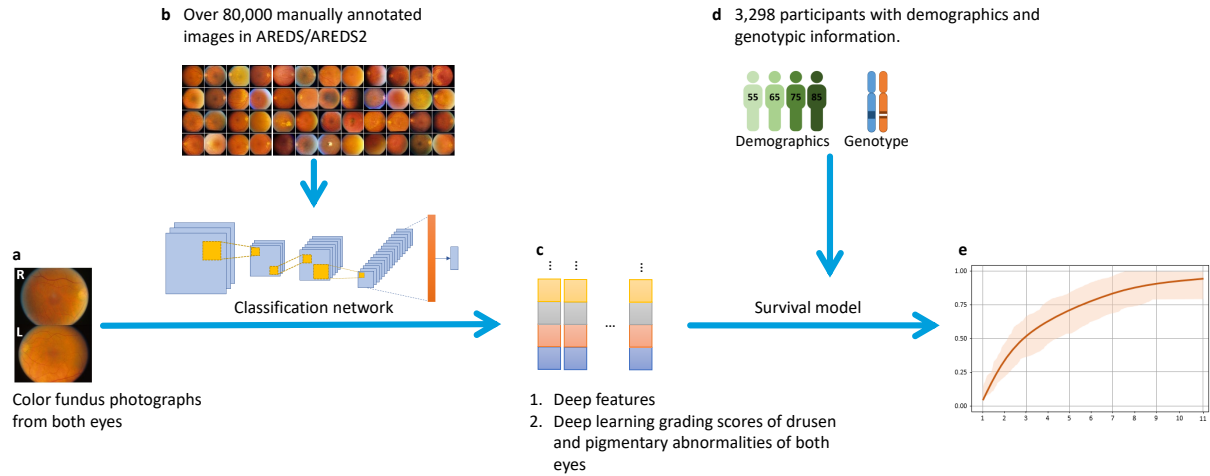 b Over 80,000 manually annotated
images in AREDS/AREDS2
d 3,298 participants with demographics and
genotypic information.
55 65 75 85
Demographics Genotype
a
R
L
Color fundus photographs
from both eyes
Classification network
c
⋮ ⋮ ⋮
...
1. Deep features
2. Deep learning grading scores of drusen
and pigmentary abnormalities of both
eyes
Survival model
e
1.00
0.75
0.50
0.25
0.00
1 2 3 4 5 6 7 8 9 10 11